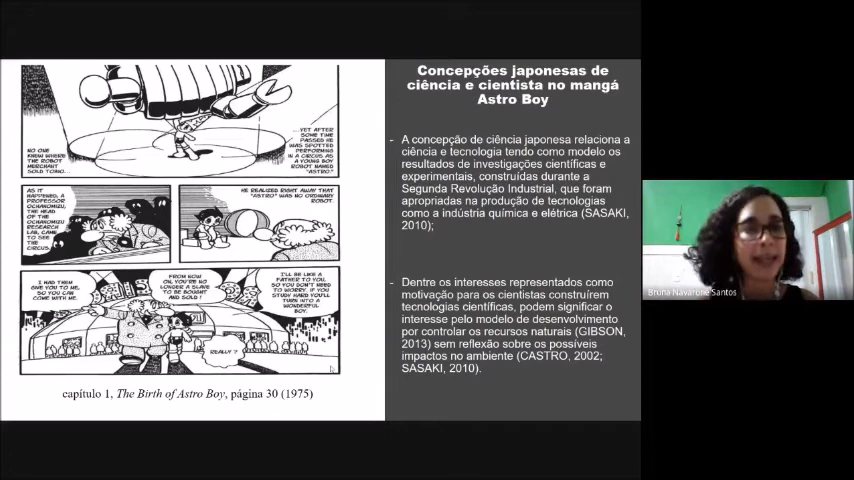 NO ONE
KNEW WHERE
THE ROBOT
MERCHANT
SOLD TOBIO...
...YET AFTER
SOME TIME
PASSED HE
WAS SPOTTED
PERFORMING
IN A CIRCUS AS
A YOUNG BOY
ROBOT NAMED
"ASTRO."
AS IT
HAPPENED, A
PROFESSOR
OCHANOMIZU,
THE HEAD
OF THE
OCHANOMIZU
RESEARCH
LAB, CAME
TO SEE
THE
CIRCUS.
HE REALIZED RIGHT AWAY THAT
"ASTRO" WAS NO ORDINARY
ROBOT.
I HAD THEM
GIVE YOU TO ME,
SO YOU CAN
COME WITH ME.
FROM NOW
ON, YOU'RE NO
LONGER A SLAVE
TO BE BOUGHT
AND SOLD!
I'LL BE LIKE A
FATHER TO YOU,
SO YOU DON'T NEED
TO WORRY. IF YOU
STUDY HARD YOU'LL
TURN INTO A
WONDERFUL
BOY.
REALLY?
capítulo 1, The Birth of Astro Boy, página 30 (1975)
Concepções japonesas de
ciência e cientista no mangá
Astro Boy
- A concepção de ciência japonesa relaciona a
ciência e tecnologia tendo como modelo os
resultados de investigações científicas e
experimentais, construídas durante a
Segunda Revolução Industrial, que foram
apropriadas na produção de tecnologias
como a indústria química e elétrica (SASAKI,
2010);
- Dentre os interesses representados como
motivação para os cientistas construírem
tecnologias científicas, podem significar o
interesse pelo modelo de desenvolvimento
por controlar os recursos naturais (GIBSON,
2013) sem reflexão sobre os possíveis
impactos no ambiente (CASTRO, 2002;
SASAKI, 2010).
Bruna Navarone Santos